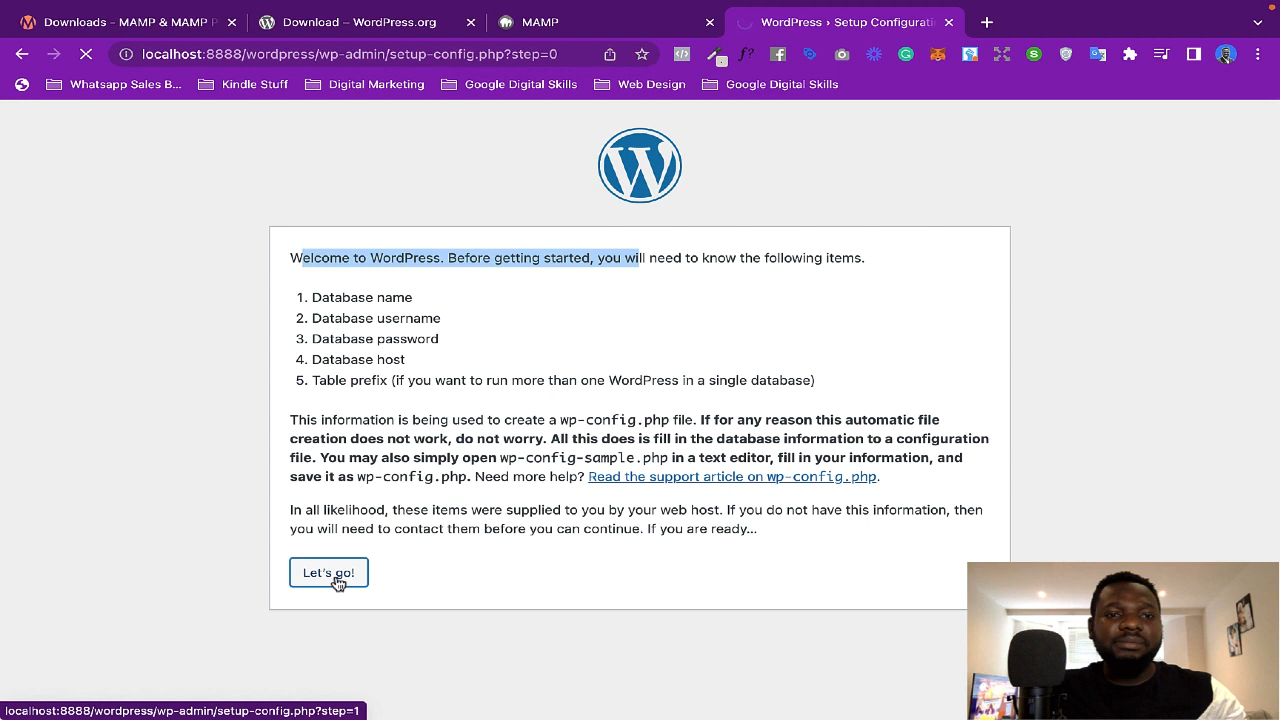 Downloads - MAMP & MAMP P
Download – WordPress.org
MAMP
WordPress › Setup Configurati
localhost:8888/wordpress/wp-admin/setup-config.php?step=0
Whatsapp Sales B...
Kindle Stuff
Digital Marketing
Google Digital Skills
Web Design
Google Digital Skills
Welcome to WordPress. Before getting started, you will need to know the following items.
1. Database name
2. Database username
3. Database password
4. Database host
5. Table prefix (if you want to run more than one WordPress in a single database)
This information is being used to create a wp-config.php file. If for any reason this automatic file
creation does not work, do not worry. All this does is fill in the database information to a configuration
file. You may also simply open wp-config-sample.php in a text editor, fill in your information, and
save it as wp-config.php. Need more help? Read the support article on wp-config.php.
In all likelihood, these items were supplied to you by your web host. If you do not have this information, then
you will need to contact them before you can continue. If you are ready...
Let's go!
localhost:8888/wordpress/wp-admin/setup-config.php?step=1